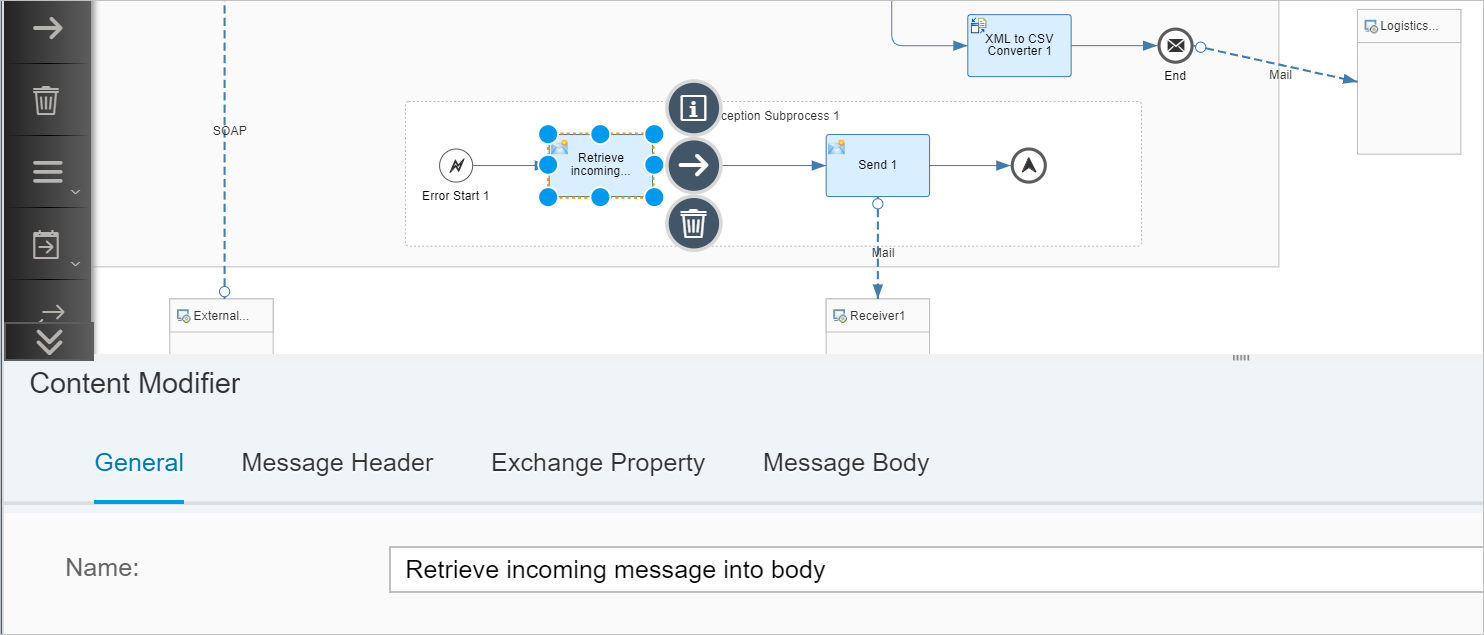 XML to CSV
Converter 1
Logistics...
End
Mail
SOAP
ception Subprocess 1
Retrieve
incoming...
Send 1
Error Start 1
Mail
External...
Receiver1
Content Modifier
General
Message Header
Exchange Property
Message Body
Name:
Retrieve incoming message into body